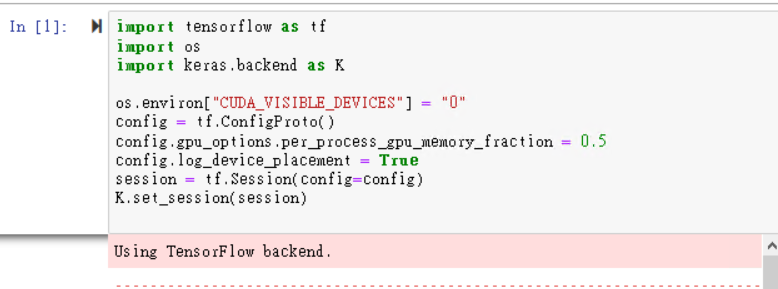 In [1]:
import tensorflow as tf
import os
import keras.backend as K
os.environ["CUDA_VISIBLE_DEVICES"] = "0"
config = tf.ConfigProto()
config.gpu_options.per_process_gpu_memory_fraction = 0.5
config.log_device_placement = True
session = tf.Session(config=config)
K.set_session(session)
Using TensorFlow backend.
---------------------------------------------------------------------------